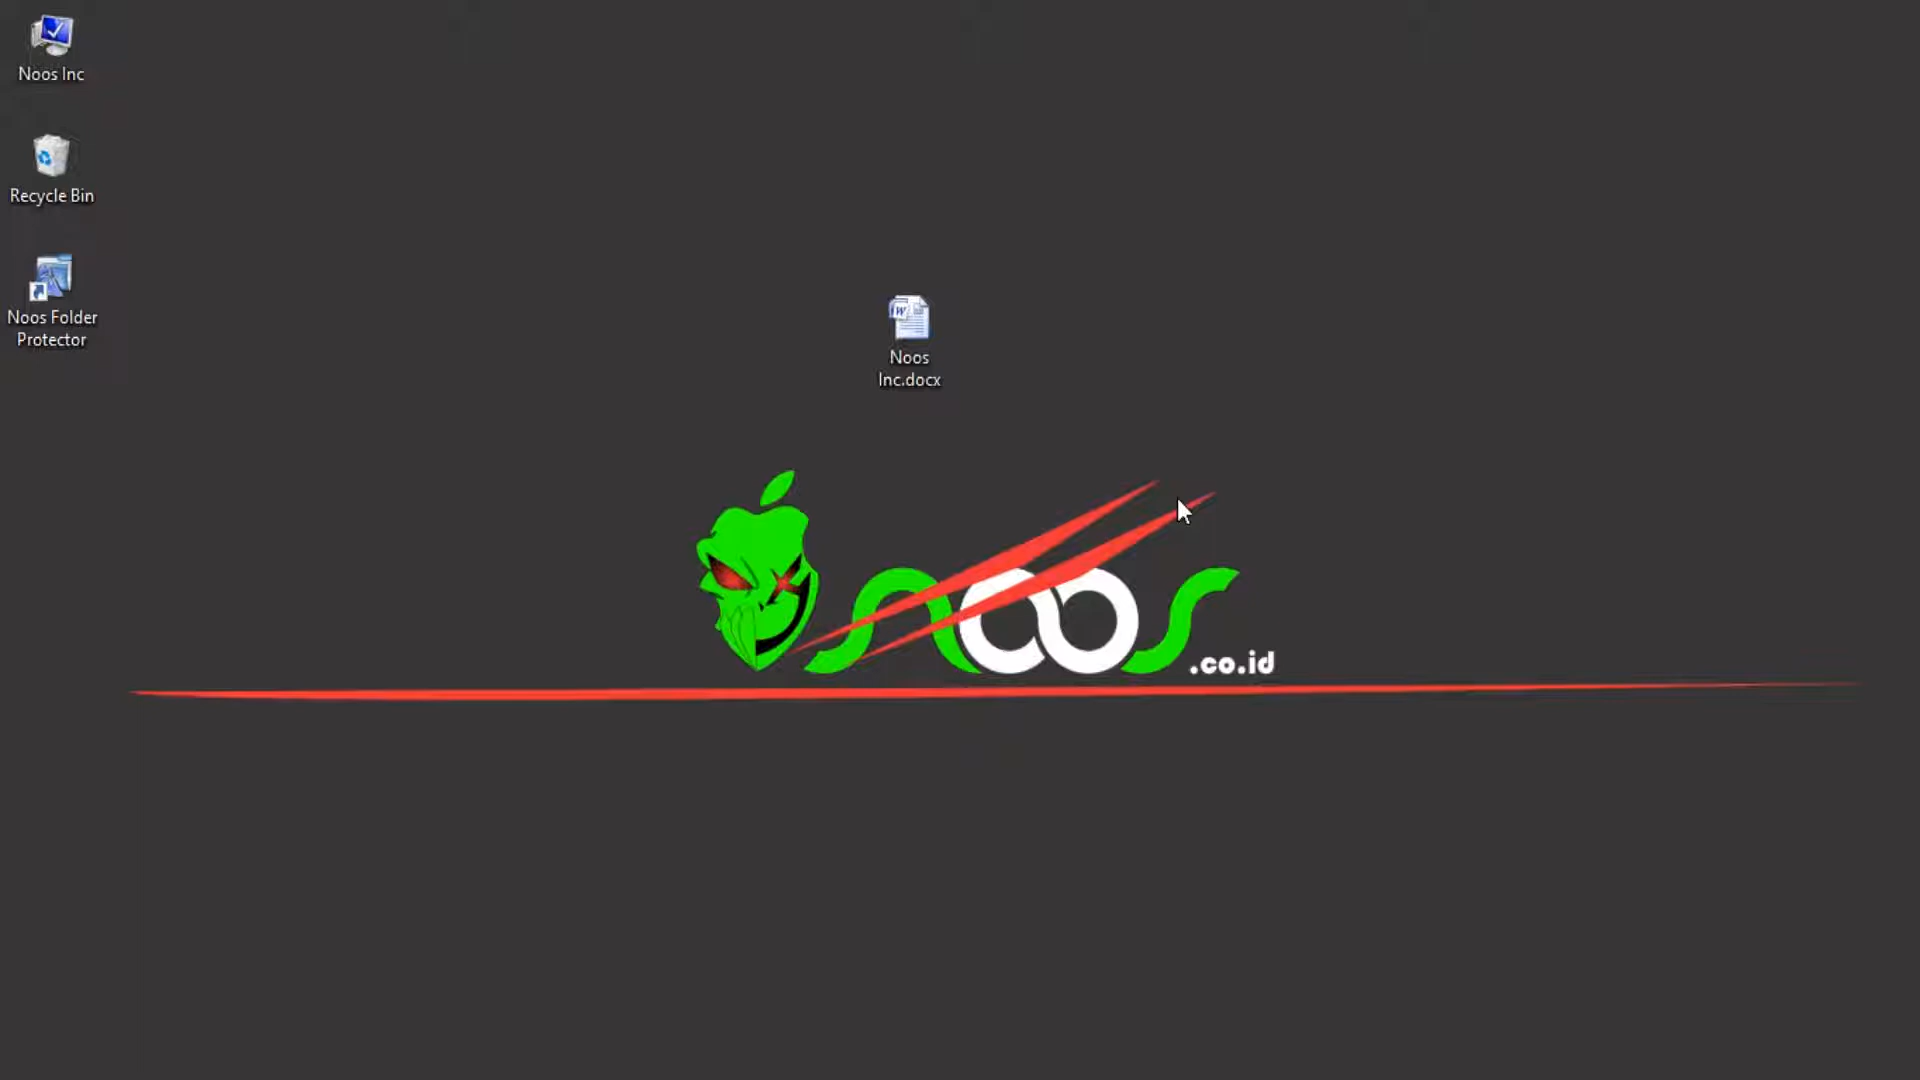 Noos Inc
Recycle Bin
Noos Folder
Protector
Noos
Inc.docx
noos
.co.id